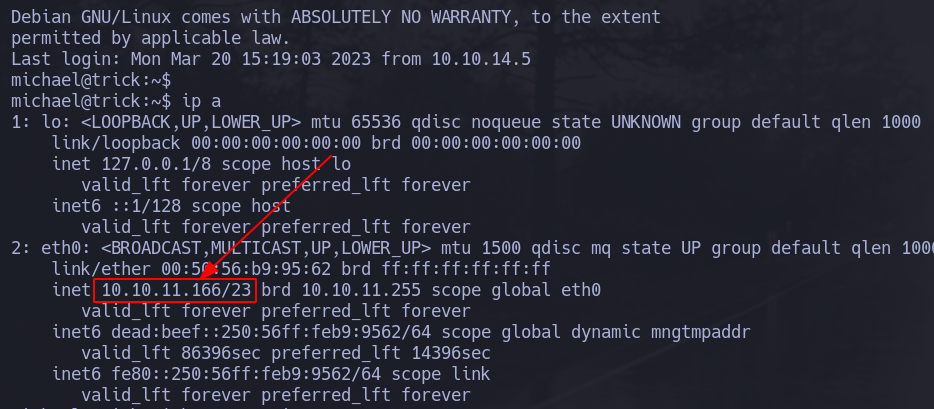 Debian GNU/Linux comes with ABSOLUTELY NO WARRANTY, to the extent
permitted by applicable law.
Last login: Mon Mar 20 15:19:03 2023 from 10.10.14.5
michael@trick:~$
michael@trick:~$ ip a
1: lo: <LOOPBACK,UP,LOWER_UP> mtu 65536 qdisc noqueue state UNKNOWN group default qlen 1000
link/loopback 00:00:00:00:00:00 brd 00:00:00:00:00:00
inet 127.0.0.1/8 scope host lo
valid_lft forever preferred_lft forever
inet6 ::1/128 scope host
valid_lft forever preferred_lft forever
2: eth0: <BROADCAST,MULTICAST,UP,LOWER_UP> mtu 1500 qdisc mq state UP group default qlen 1000
link/ether 00:50:56:b9:95:62 brd ff:ff:ff:ff:ff:ff
inet 10.10.11.166/23 brd 10.10.11.255 scope global eth0
valid_lft forever preferred_lft forever
inet6 dead:beef::250:56ff:feb9:9562/64 scope global dynamic mngtmpaddr
valid_lft 86396sec preferred_lft 14396sec
inet6 fe80::250:56ff:feb9:9562/64 scope link
valid_lft forever preferred_lft forever